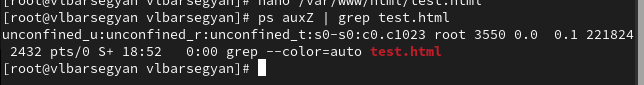 [root@vlbarsegyan vlbarsegyan]# nano /var/www/html/test.html
[root@vlbarsegyan vlbarsegyan]# ps auxZ | grep test.html
unconfined_u:unconfined_r:unconfined_t:s0-s0:c0.c1023 root 3550 0.0  0.1 221824
 2432 pts/0 S+ 18:52   0:00 grep --color=auto test.html
[root@vlbarsegyan vlbarsegyan]#